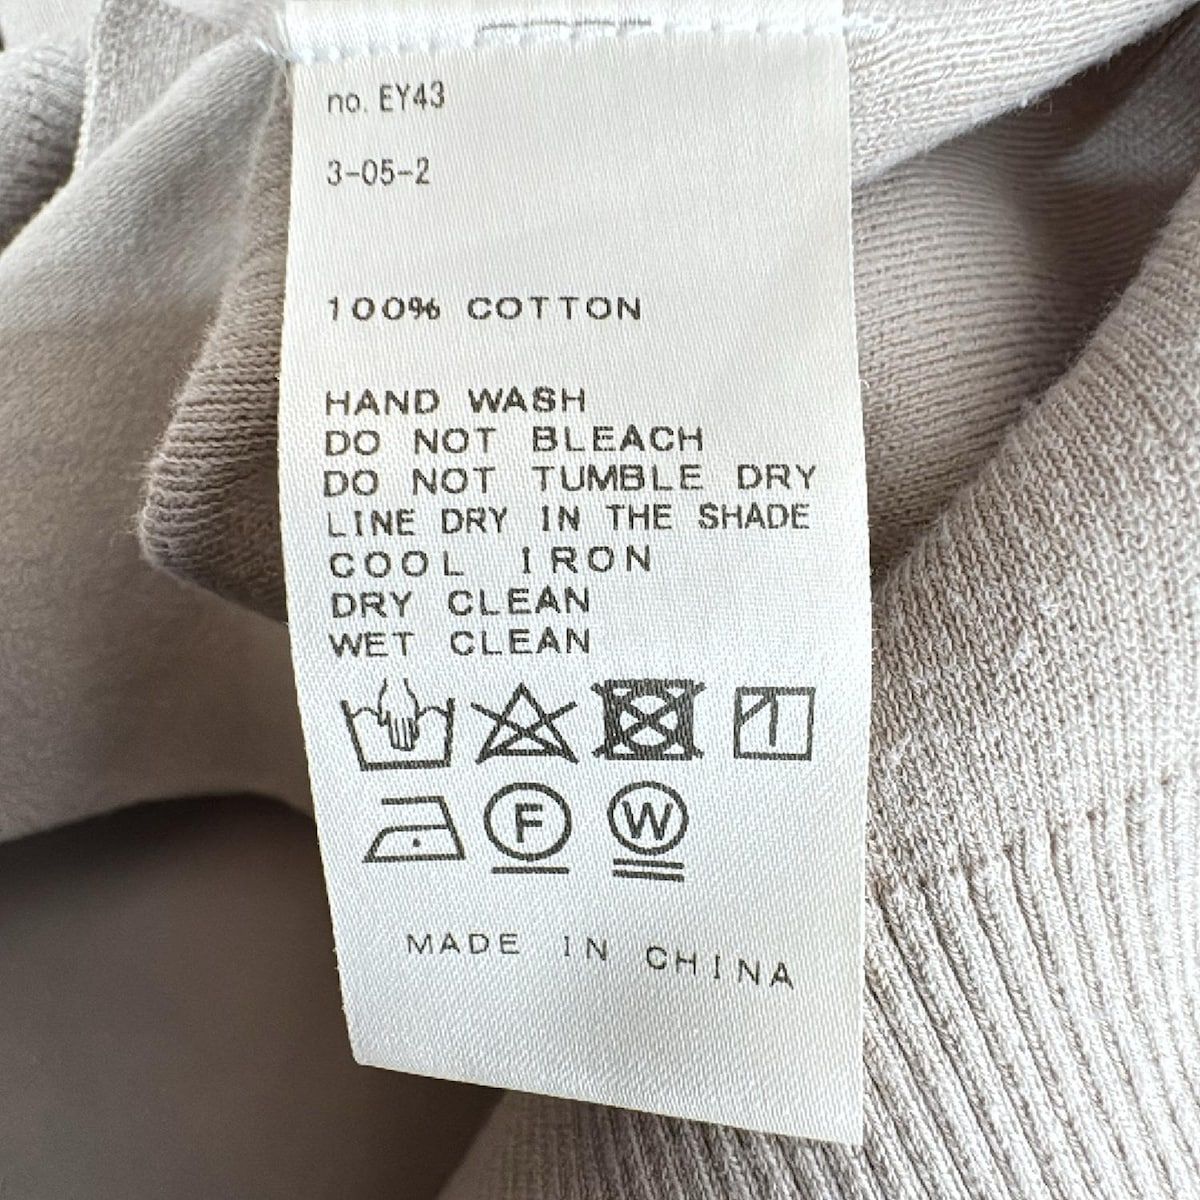 no. EY43
3-05-2
100% COTTON
HAND WASH
DO NOT BLEACH
DO NOT TUMBLE DRY
LINE DRY IN THE SHADE
COOL IRON
DRY CLEAN
WET CLEAN
F W
MADE IN CHINA